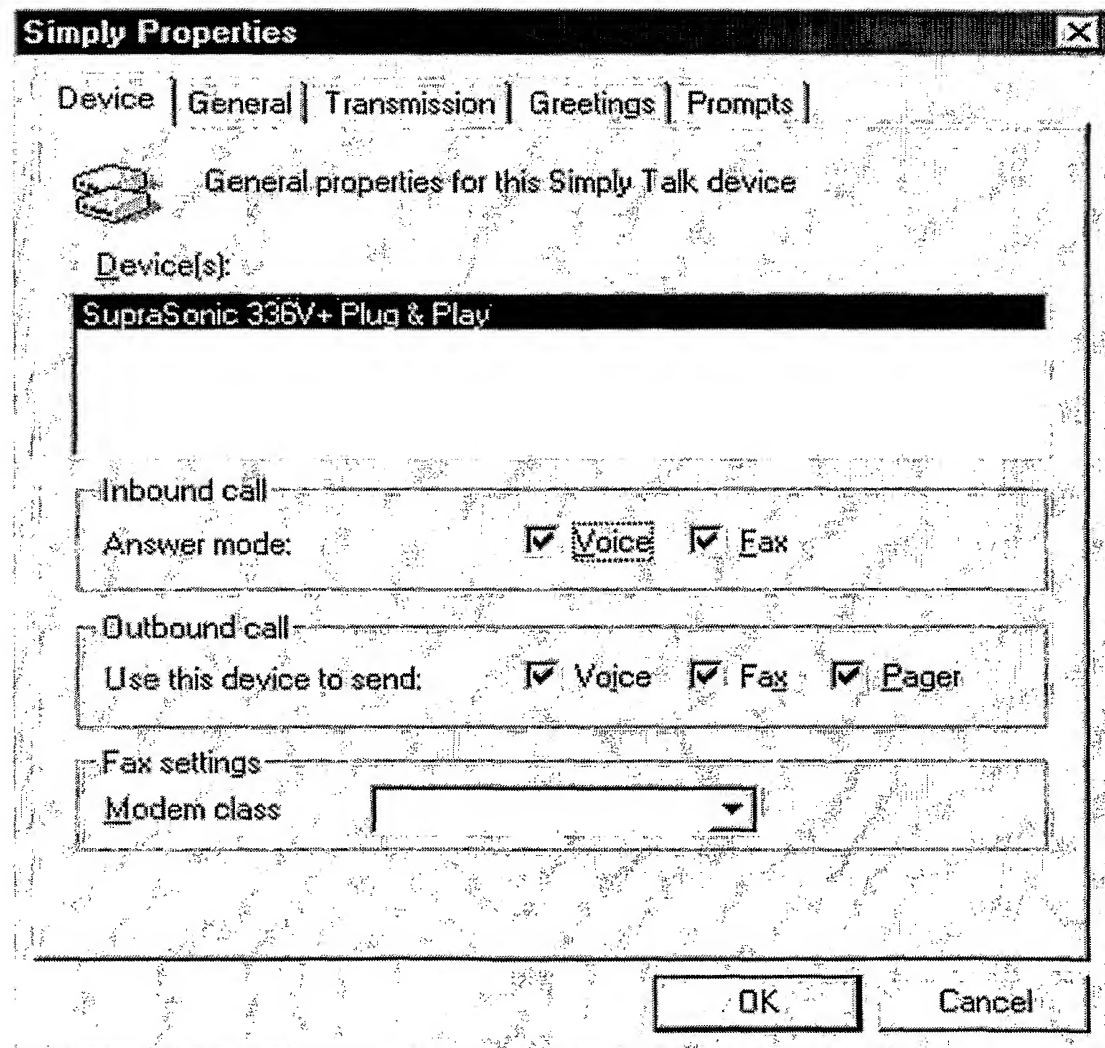 Simply Properties
Device General Transmission Greetings Prompts
General properties for this Simply Talk device
Device(s):
SupraSonic 336V+ Plug & Play
Inbound call
Answer mode: Voice Fax
Outbound call
Use this device to send: Voice Fax Pager
Fax settings
Modem class
OK Cancel